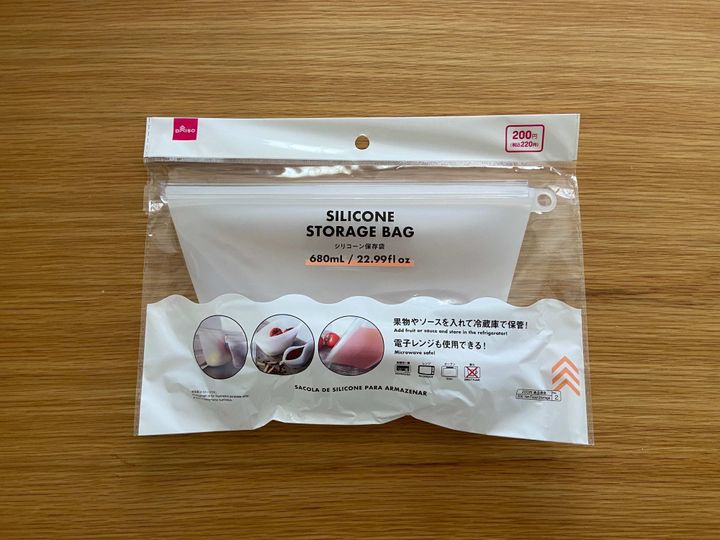 DAISO
200円
(税込220円)
SILICONE
STORAGE BAG
シリコーン保存袋
680mL / 22.99fl oz
果物やソースを入れて冷蔵庫で保管!
Add fruit or sauce and store in the refrigerator!
電子レンジも使用できる!
Microwave safe!
SACOLA DE SILICONE PARA ARMAZENAR
2